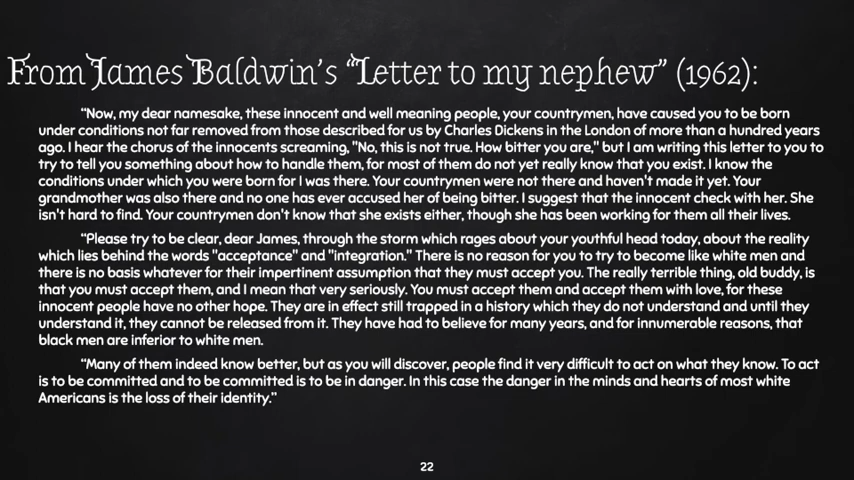 From James Baldwin's "Letter to my nephew" (1962):
"Now, my dear namesake, these innocent and well meaning people, your countrymen, have caused you to be born
under conditions not far removed from those described for us by Charles Dickens in the London of more than a hundred years
ago. I hear the chorus of the innocents screaming, "No, this is not true. How bitter you are," but I am writing this letter to you to
try to tell you something about how to handle them, for most of them do not yet really know that you exist. I know the
conditions under which you were born for I was there. Your countrymen were not there and haven't made it yet. Your
grandmother was also there and no one has ever accused her of being bitter. I suggest that the innocent check with her. She
isn't hard to find. Your countrymen don't know that she exists either, though she has been working for them all their lives.
"Please try to be clear, dear James, through the storm which rages about your youthful head today, about the reality
which lies behind the words "acceptance" and "integration." There is no reason for you to try to become like white men and
there is no basis whatever for their impertinent assumption that they must accept you. The really terrible thing, old buddy, is
that you must accept them, and I mean that very seriously. You must accept them and accept them with love, for these
innocent people have no other hope. They are in effect still trapped in a history which they do not understand and until they
understand it, they cannot be released from it. They have had to believe for many years, and for innumerable reasons, that
black men are inferior to white men.
"Many of them indeed know better, but as you will discover, people find it very difficult to act on what they know. To act
is to be committed and to be committed is to be in danger. In this case the danger in the minds and hearts of most white
Americans is the loss of their identity."
22